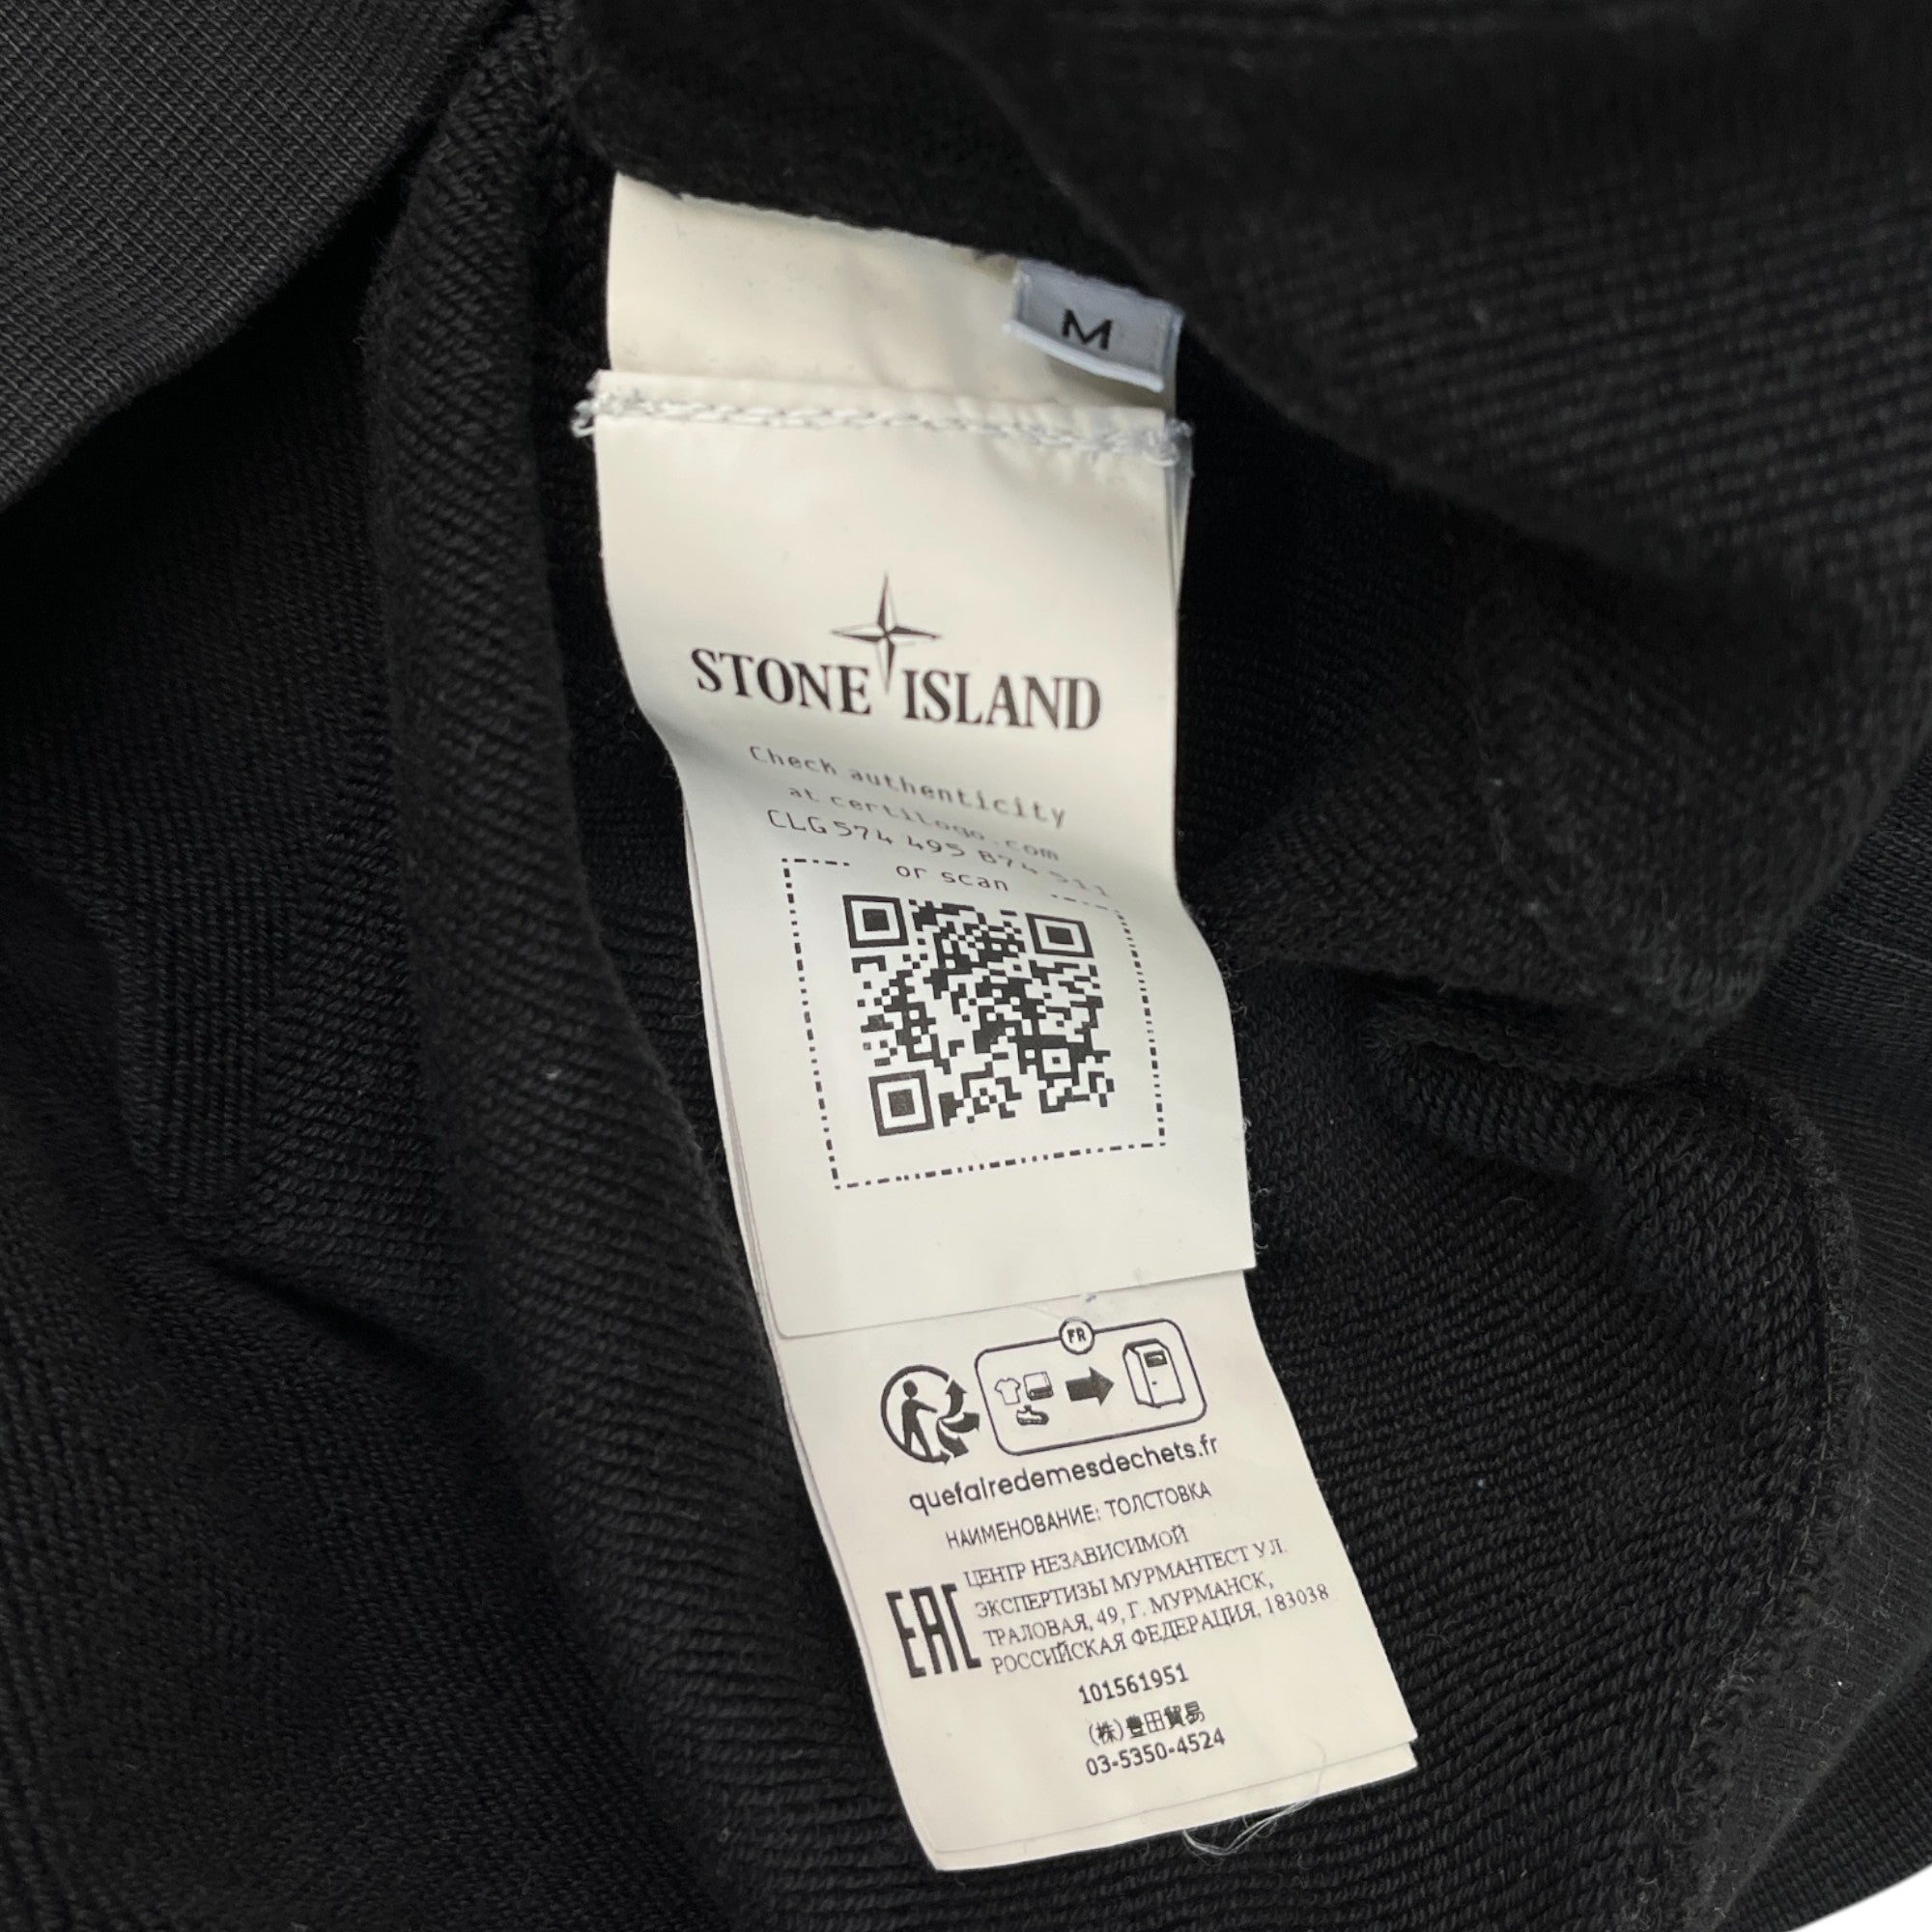 M
STONE ISLAND
Check authenticity
at certilogo.com
CLG 574 495 874 511
or scan
FR
quefairedemesdechets.fr
НАИМЕНОВАНИЕ: ТОЛСТОВКА
ЦЕНТР НЕЗАВИСИМОЙ
ЭКСПЕРТИЗЫ МУРМАНТЕСТ УЛ.
ТРАЛОВАЯ, 49, Г. МУРМАНСК,
РОССИЙСКАЯ ФЕДЕРАЦИЯ, 183038
EAC
101561951
(株)豊田貿易
03-5350-4524